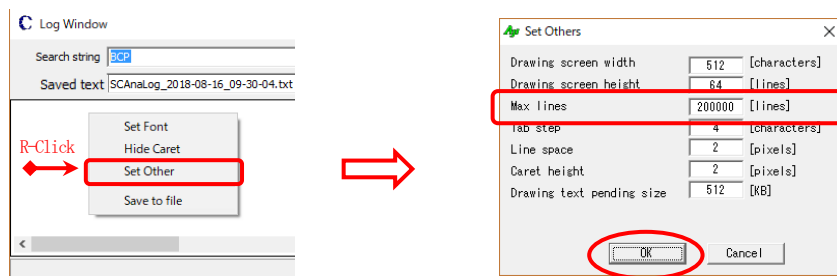 Log Window
Search string BCP
Saved text SCAnaLog_2018-08-16_09-30-04.txt
R-Click
Set Font
Hide Caret
Set Other
Save to file
Set Others
Drawing screen width 512 [characters]
Drawing screen height 64 [lines]
Max lines 200000 [lines]
Tab step 4 [characters]
Line space 2 [pixels]
Caret height 2 [pixels]
Drawing text pending size 512 [KB]
OK Cancel